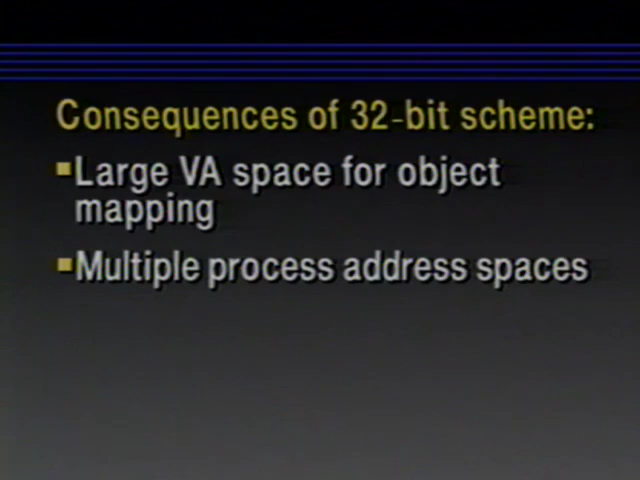 Consequences of 32-bit scheme:
▪Large VA space for object
mapping
▪Multiple process address spaces